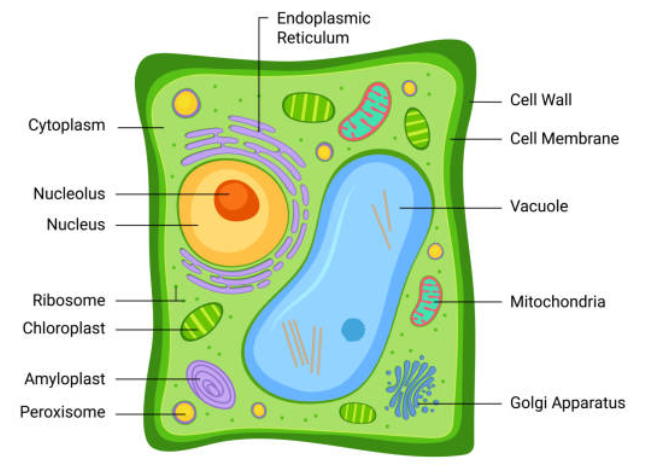 Endoplasmic
Reticulum
Cell Wall
Cytoplasm
Cell Membrane
Nucleolus
Vacuole
Nucleus
Ribosome
Mitochondria
Chloroplast
Amyloplast
Golgi Apparatus
Peroxisome